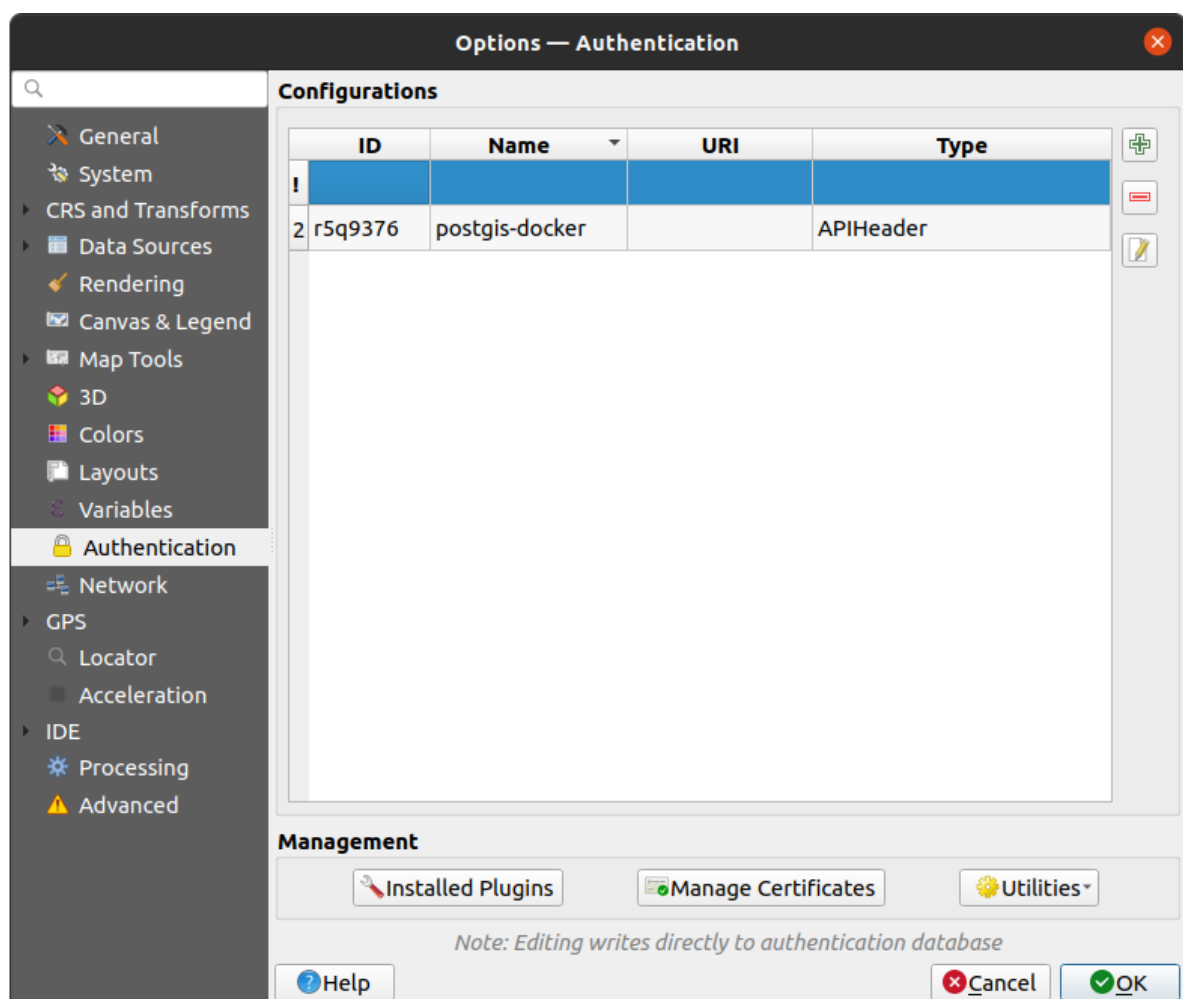 Options — Authentication
Configurations
General
System
CRS and Transforms
Data Sources
Rendering
Canvas & Legend
Map Tools
3D
Colors
Layouts
Variables
Authentication
Network
GPS
Locator
Acceleration
IDE
Processing
Advanced
ID Name URI Type
!
2 r5q9376 postgis-docker APIHeader
Management
Installed Plugins Manage Certificates Utilities
Note: Editing writes directly to authentication database
Help Cancel OK